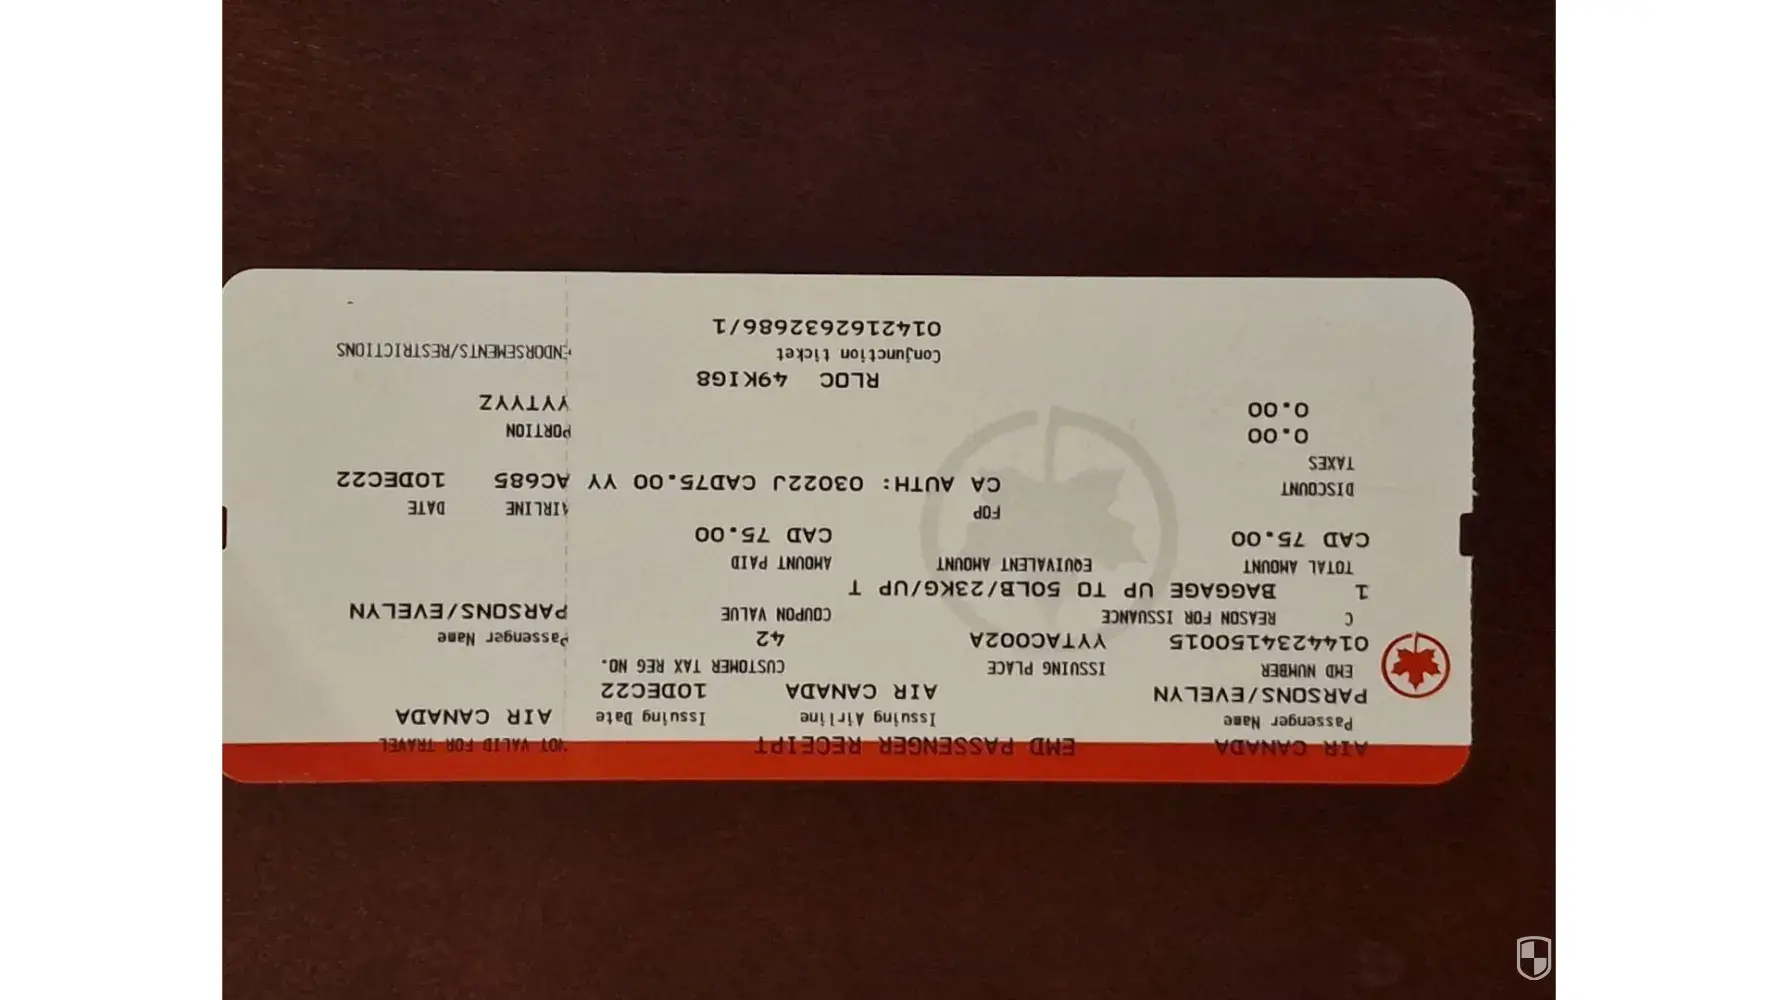 AIR CANADA EMD PASSENGER RECEIPT NOT VALID FOR TRAVEL
Passenger Name Issuing Airline Issuing Date AIR CANADA
PARSONS/EVELYN AIR CANADA 10DEC22
EMD NUMBER ISSUING PLACE CUSTOMER TAX REG NO. Passenger Name
0144234150015 YYTAC002A 42 PARSONS/EVELYN
C REASON FOR ISSUANCE COUPON VALUE
1 BAGGAGE UP TO 50LB/23KG/UP T
TOTAL AMOUNT EQUIVALENT AMOUNT AMOUNT PAID
CAD 75.00 CAD 75.00
FOP AIRLINE DATE
DISCOUNT CA AUTH: 03022J CAD75.00 YY AC685 10DEC22
TAXES
0.00 PORTION
0.00 YYTYYZ
RLOC 49KIG8
Conjunction ticket ENDORSEMENTS/RESTRICTIONS
0142162632686/1